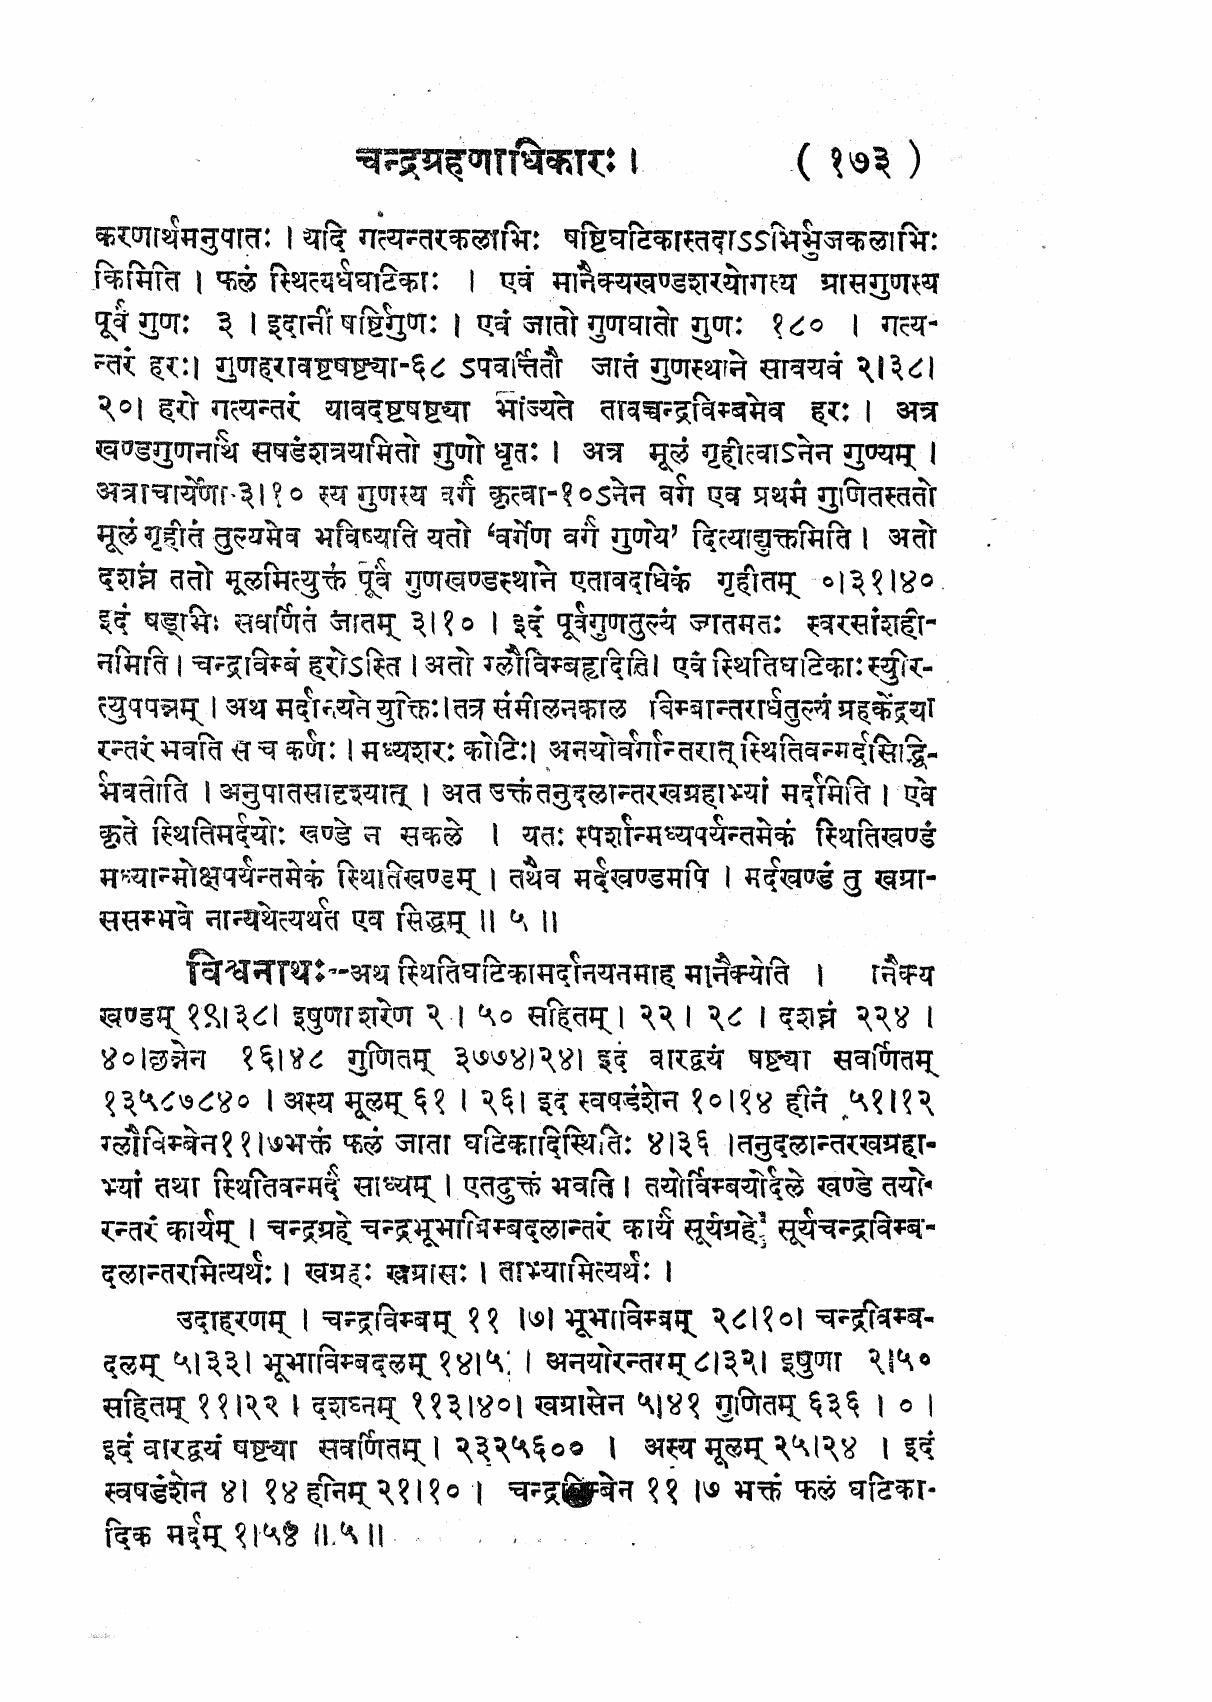 चन्द्रग्रहणाधिकारः । ( १७३ )
करणार्थमनुपातः । यादि गत्यन्तरकलाभिः षष्टिघटिकास्तदाऽऽभिर्भुजकलाभिः
किमिति । फलं स्थित्यर्धघाटिकाः । एवं मानैक्यखण्डशरयोगस्य ग्रासगुणस्य
पूर्वं गुणः ३ । इदानीं षष्टिर्गुणः । एवं जातो गुणघातो गुणः १८० । गत्य-
न्तरं हरः। गुणहरावष्टषष्ट्या-६८ ऽपवर्त्तितौ जातं गुणस्थाने सावयवं २।३८।
२०। हरो गत्यन्तरं यावदष्टषष्ट्या भाज्यते तावच्चन्द्रविम्बमेव हरः । अत्र
खण्डगुणनार्थं सषडंशत्रयमितो गुणो धृतः । अत्र मूलं गृहीत्वाऽनेन गुण्यम् ।
अत्राचार्येणा-३।१० स्य गुणस्य वर्गं कृत्वा-१०ऽनेन वर्ग एव प्रथमं गुणितस्ततो
मूलं गृहीतं तुल्यमेव भविष्यति यतो ‘वर्गेण वर्गं गुणये’ दित्याद्युक्तमिति । अतो
दशघ्नं ततो मूलमित्युक्तं पूर्वं गुणखण्डस्थाने एतावदधिकं गृहीतम् ०।३१।४०
इदं षड्भिः सवर्णितं जातम् ३।१० । इदं पूर्वगुणतुल्यं जातमतः स्वरसांशही-
नमिति । चन्द्रविम्बं हरोऽस्ति । अतो ग्लौविम्बहृदिति। एवं स्थितिघटिकाः स्युरि-
त्युपपन्नम् । अथ मर्दानयने युक्तिः।तत्र संमीलनकाल विम्बान्तरार्धतुल्यं ग्रहकेंद्रया
रन्तरं भवति स च कर्णः । मध्यशरः कोटिः। अनयोर्वर्गान्तरात् स्थितिवन्मर्दसिद्धि-
र्भवतीति । अनुपातसादृश्यात् । अत उक्तं तनुदलान्तरखग्रहाभ्यां मर्दमिति । एवं
कृते स्थितिमर्दयोः खण्डे न सकले । यतः स्पर्शान्मध्यपर्यन्तमेकं स्थितिखण्डं
मध्यान्मोक्षपर्यन्तमेकं स्थितिखण्डम् । तथैव मर्दखण्डमपि । मर्दखण्डं तु खग्रा-
ससम्भवे नान्यथेत्यर्थत एव सिद्धम् ॥ ५ ॥
विश्वनाथः--अथ स्थितिघटिकामर्दानयनमाह मानैक्येति । ानैक्य
खण्डम् १९।३८। इषुणा शरेण २ । ५० सहितम् । २२ । २८ । दशघ्नं २२४ ।
४०।छन्नेन १६।४८ गुणितम् ३७७४।२४। इदं वारद्वयं षष्ट्या सवर्णितम्
१३५८७८४० । अस्य मूलम् ६१ । २६। इद स्वषडंशेन १०।१४ हीनं ५१।१२
ग्लौविम्बेन११।७भक्तं फलं जाता घटिकादिस्थितिः ४।३६ ।तनुदलान्तरखग्रहा-
भ्यां तथा स्थितिवन्मर्दं साध्यम् । एतदुक्तं भवति । तयोर्विम्बयोर्दले खण्डे तयो-
रन्तरं कार्यम् । चन्द्रग्रहे चन्द्रभूभाविम्बदलान्तरं कार्यं सूर्यग्रहे सूर्यचन्द्रविम्ब-
दलान्तरमित्यर्थः । खग्रहः खग्रासः । ताभ्यामित्यर्थः ।
उदाहरणम् । चन्द्रविम्बम् ११ ।७। भूभाविम्बम् २८।१०। चन्द्रविम्ब-
दलम् ५।३३। भूभाविम्बदलम् १४।५ । अनयोरन्तरम् ८।३२। इषुणा २।५०
सहितम् ११।२२ । दशघ्नम् ११३।४०। खग्रासेन ५।४१ गुणितम् ६३६ । ० ।
इदं वारद्वयं षष्ट्या सवर्णितम् । २३२५६०० । अस्य मूलम् २५।२४ । इदं
स्वषडंशेन ४। १४ हीनम् २१।१० । चन्द्रविम्बेन ११ ।७ भक्तं फलं घटिका-
दिक मर्दम् १।५४ ॥ ५ ॥